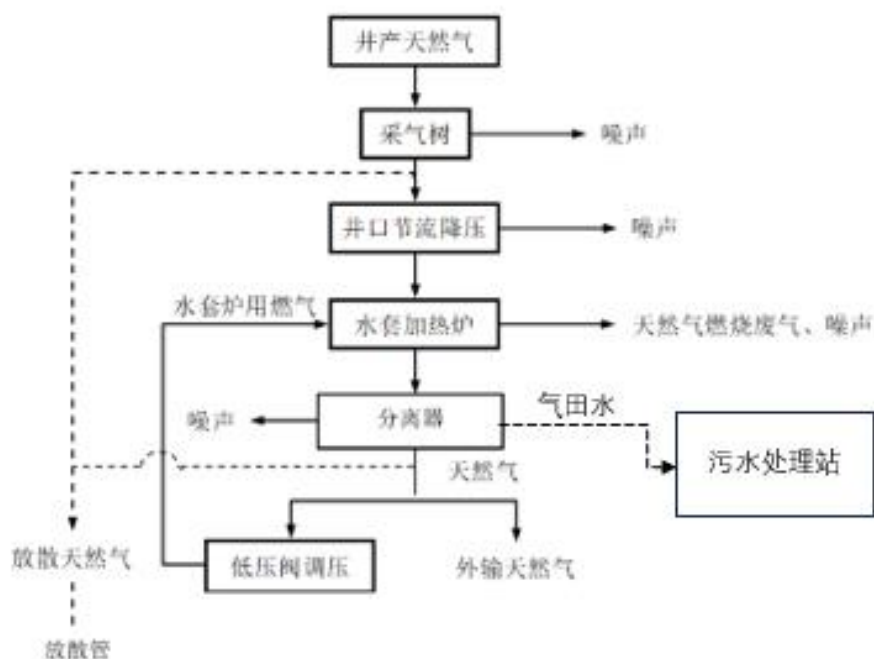 井产天然气
采气树
噪声
井口节流降压
噪声
水套炉用燃气
水套加热炉
天然气燃烧废气、噪声
噪声
分离器
气田水
污水处理站
天然气
放散天然气
低压阀调压
外输天然气
放散管